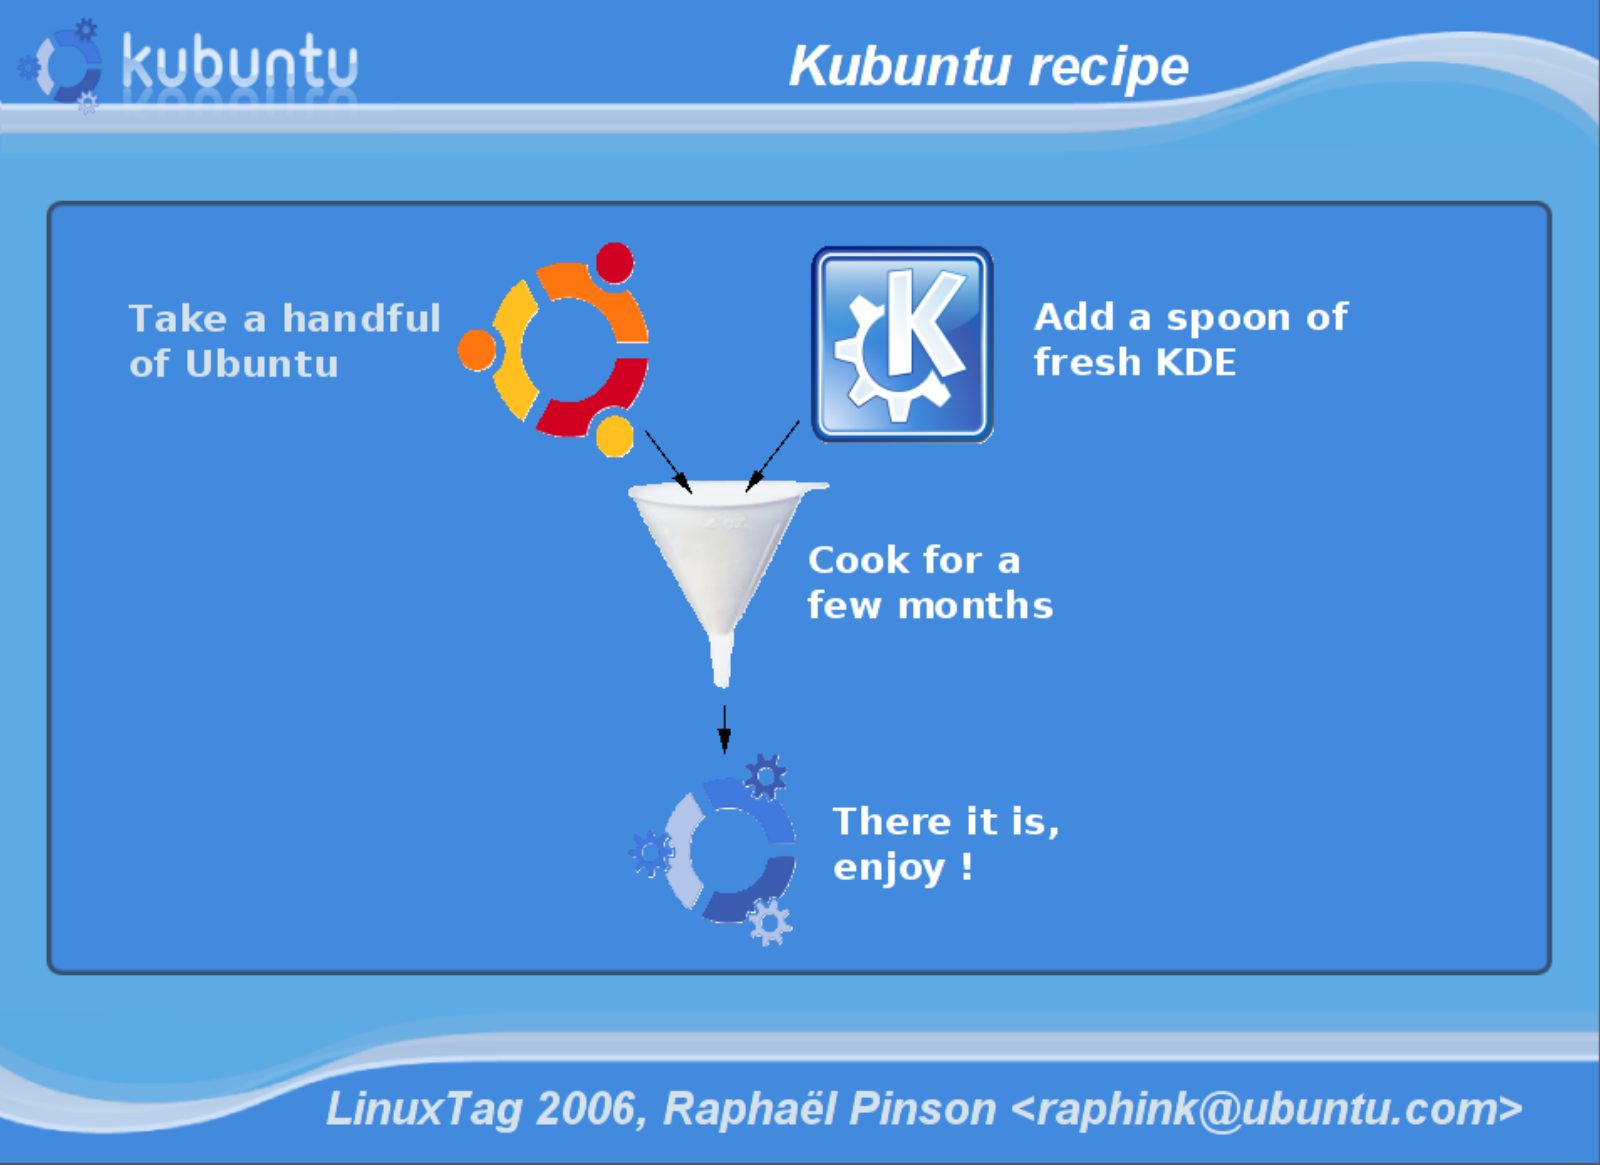 kubuntu
Kubuntu recipe
Take a handful
of Ubuntu
K
Add a spoon of
fresh KDE
Cook for a
few months
There it is,
enjoy !
LinuxTag 2006, Raphaël Pinson <raphink@ubuntu.com>